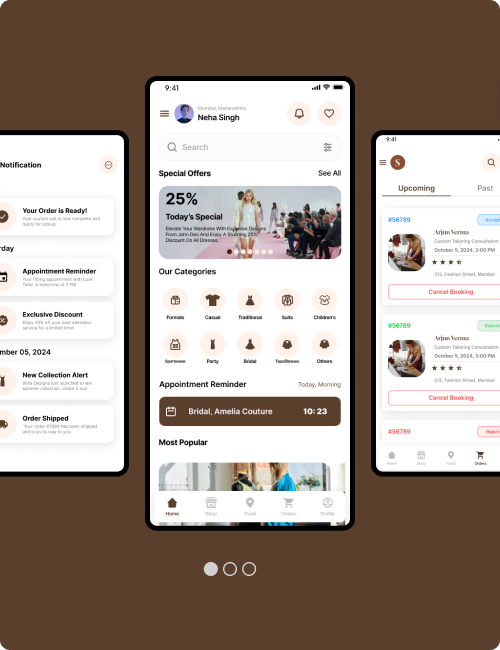 Notification
Your Order is Ready!
Your custom suit is now complete and
ready for pickup.
rday
Appointment Reminder
Your fitting appointment with Luxe
Tailor is tomorrow at 3 PM
Exclusive Discount
Enjoy 20% off your next alteration
service for a limited time!
mber 05, 2024
New Collection Alert
Bella Designs just launched a new
summer collection, check it out!
Order Shipped
Your order #7868 has been shipped
and is on its way to you.
9:41
Mumbai, Maharashtra
Neha Singh
Search
Special Offers
See All
25%
Today's Special
Elevate Your Wardrobe With Exclusive Designs
From John Deo And Enjoy A Stunning 25%
Discount On All Dresses.
Our Categories
Formals
Casual
Traditional
Suits
Children's
Sportswear
Party
Bridal
Tops/Blouses
Others
Appointment Reminder
Today, Morning
Bridal, Amelia Couture
10: 23
Most Popular
Home
Shop
Track
Orders
Profile
9:41
S
Upcoming
Past
#56789
Accept
Arjun Verma
Custom Tailoring Consultation
October 5, 2024, 3:00 PM
212, Fashion Street, Mumbai
Cancel Booking
#56789
Submit
Arjun Verma
Custom Tailoring Consultation
October 5, 2024, 3:00 PM
212, Fashion Street, Mumbai
Cancel Booking
#56789
Reject
Home
Shop
Track
Orders